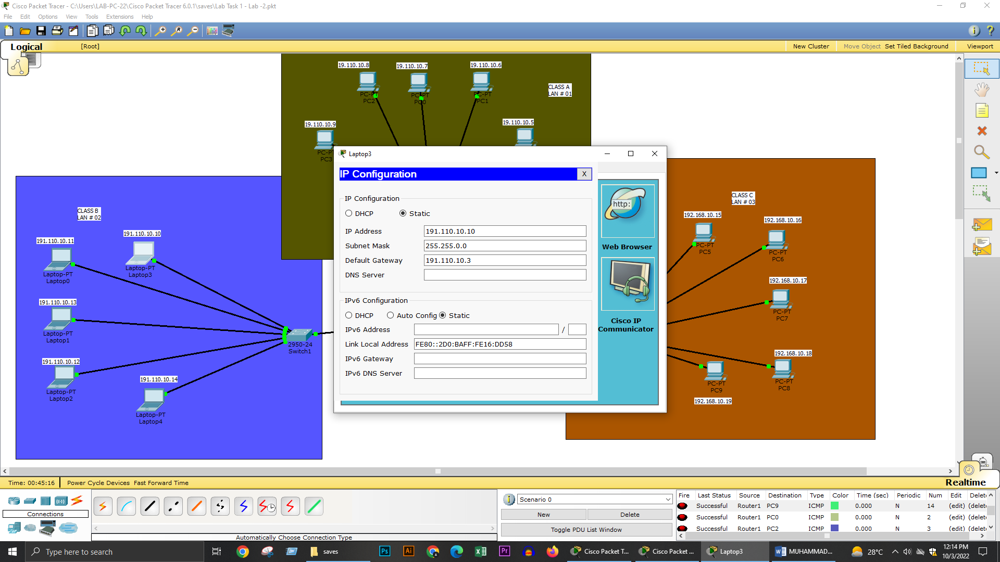 Cisco Packet Tracer - C:\Users\LAB-PC-22\Cisco Packet Tracer 6.0.1\saves\Lab Task 1 - Lab -2.pkt
File Edit Options View Tools Extensions Help
Logical [Root] New Cluster Move Object Set Tiled Background Viewport
19.110.10.8
19.110.10.7
19.110.10.6
PC-PT
PC2
PC-PT
PC0
PC-PT
PC1
CLASS A
LAN # 01
19.110.10.9
19.110.10.5
PC-PT
PC3
CLASS B
LAN # 02
191.110.10.11
191.110.10.10
Laptop-PT
Laptop0
Laptop-PT
Laptop3
191.110.10.13
Laptop-PT
Laptop1
2950-24
Switch1
191.110.10.12
Laptop-PT
Laptop2
191.110.10.14
Laptop-PT
Laptop4
Laptop3
IP Configuration X
IP Configuration
DHCP Static
IP Address 191.110.10.10
Subnet Mask 255.255.0.0
Default Gateway 191.110.10.3
DNS Server
IPv6 Configuration
DHCP Auto Config Static
IPv6 Address /
Link Local Address FE80::2D0:BAFF:FE16:DD58
IPv6 Gateway
IPv6 DNS Server
http:
Web Browser
Cisco IP
Communicator
CLASS C
LAN # 03
192.168.10.15
192.168.10.16
PC-PT
PC5
PC-PT
PC6
192.168.10.17
PC-PT
PC7
192.168.10.18
PC-PT
PC8
PC-PT
PC9
192.168.10.19
Time: 00:45:16 Power Cycle Devices Fast Forward Time
Realtime
Connections
Automatically Choose Connection Type
Scenario 0
New Delete
Toggle PDU List Window
Fire Last Status Source Destination Type Color Time (sec) Periodic Num Edit Delete
Successful Router1 PC9 ICMP 0.000 N 14 (edit) (delete
Successful Router1 PC0 ICMP 0.000 N 2 (edit) (delete
Successful Router1 PC2 ICMP 0.000 N 3 (edit) (delete
Type here to search
saves
Ps
Ai
Pr
Cisco Packet T...
Cisco Packet ...
Laptop3
MUHAMMAD...
28°C
12:14 PM
10/3/2022